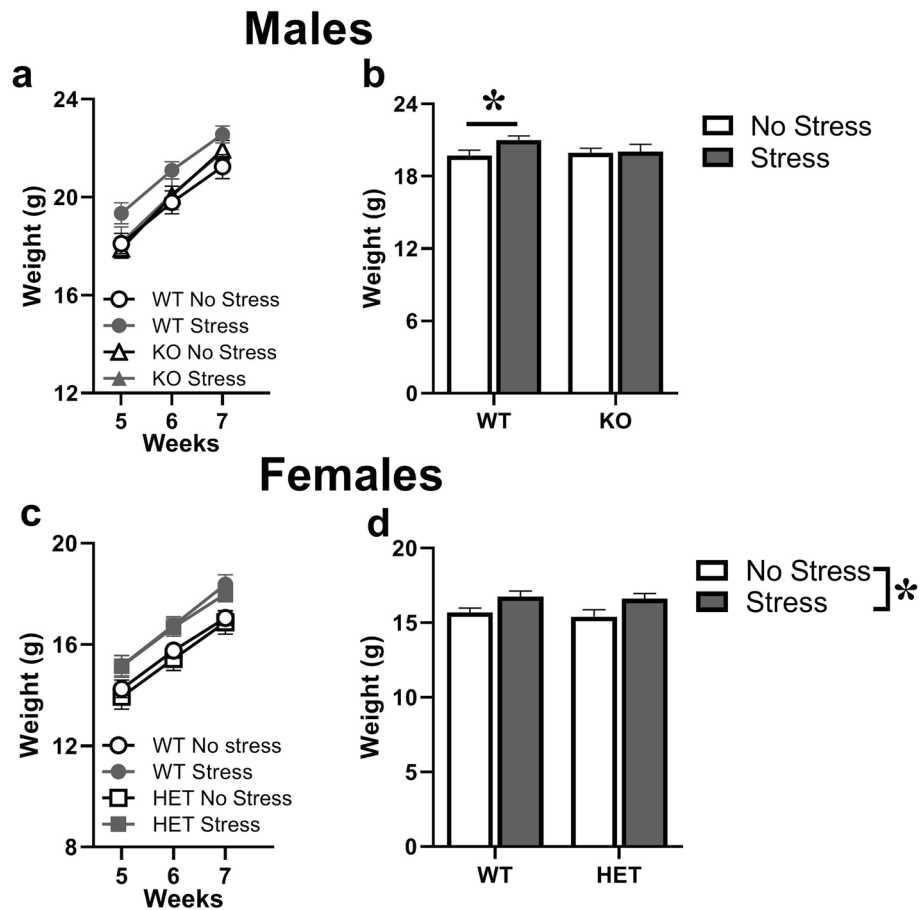 Males
a
24
20
16
12
Weight (g)
WT No Stress
WT Stress
KO No Stress
KO Stress
5 6 7
Weeks
b
24
18
12
6
0
Weight (g)
*
WT KO
No Stress
Stress
Females
c
20
16
12
8
Weight (g)
WT No stress
WT Stress
HET No Stress
HET Stress
5 6 7
Weeks
d
20
15
10
5
0
Weight (g)
WT HET
No Stress
Stress
*